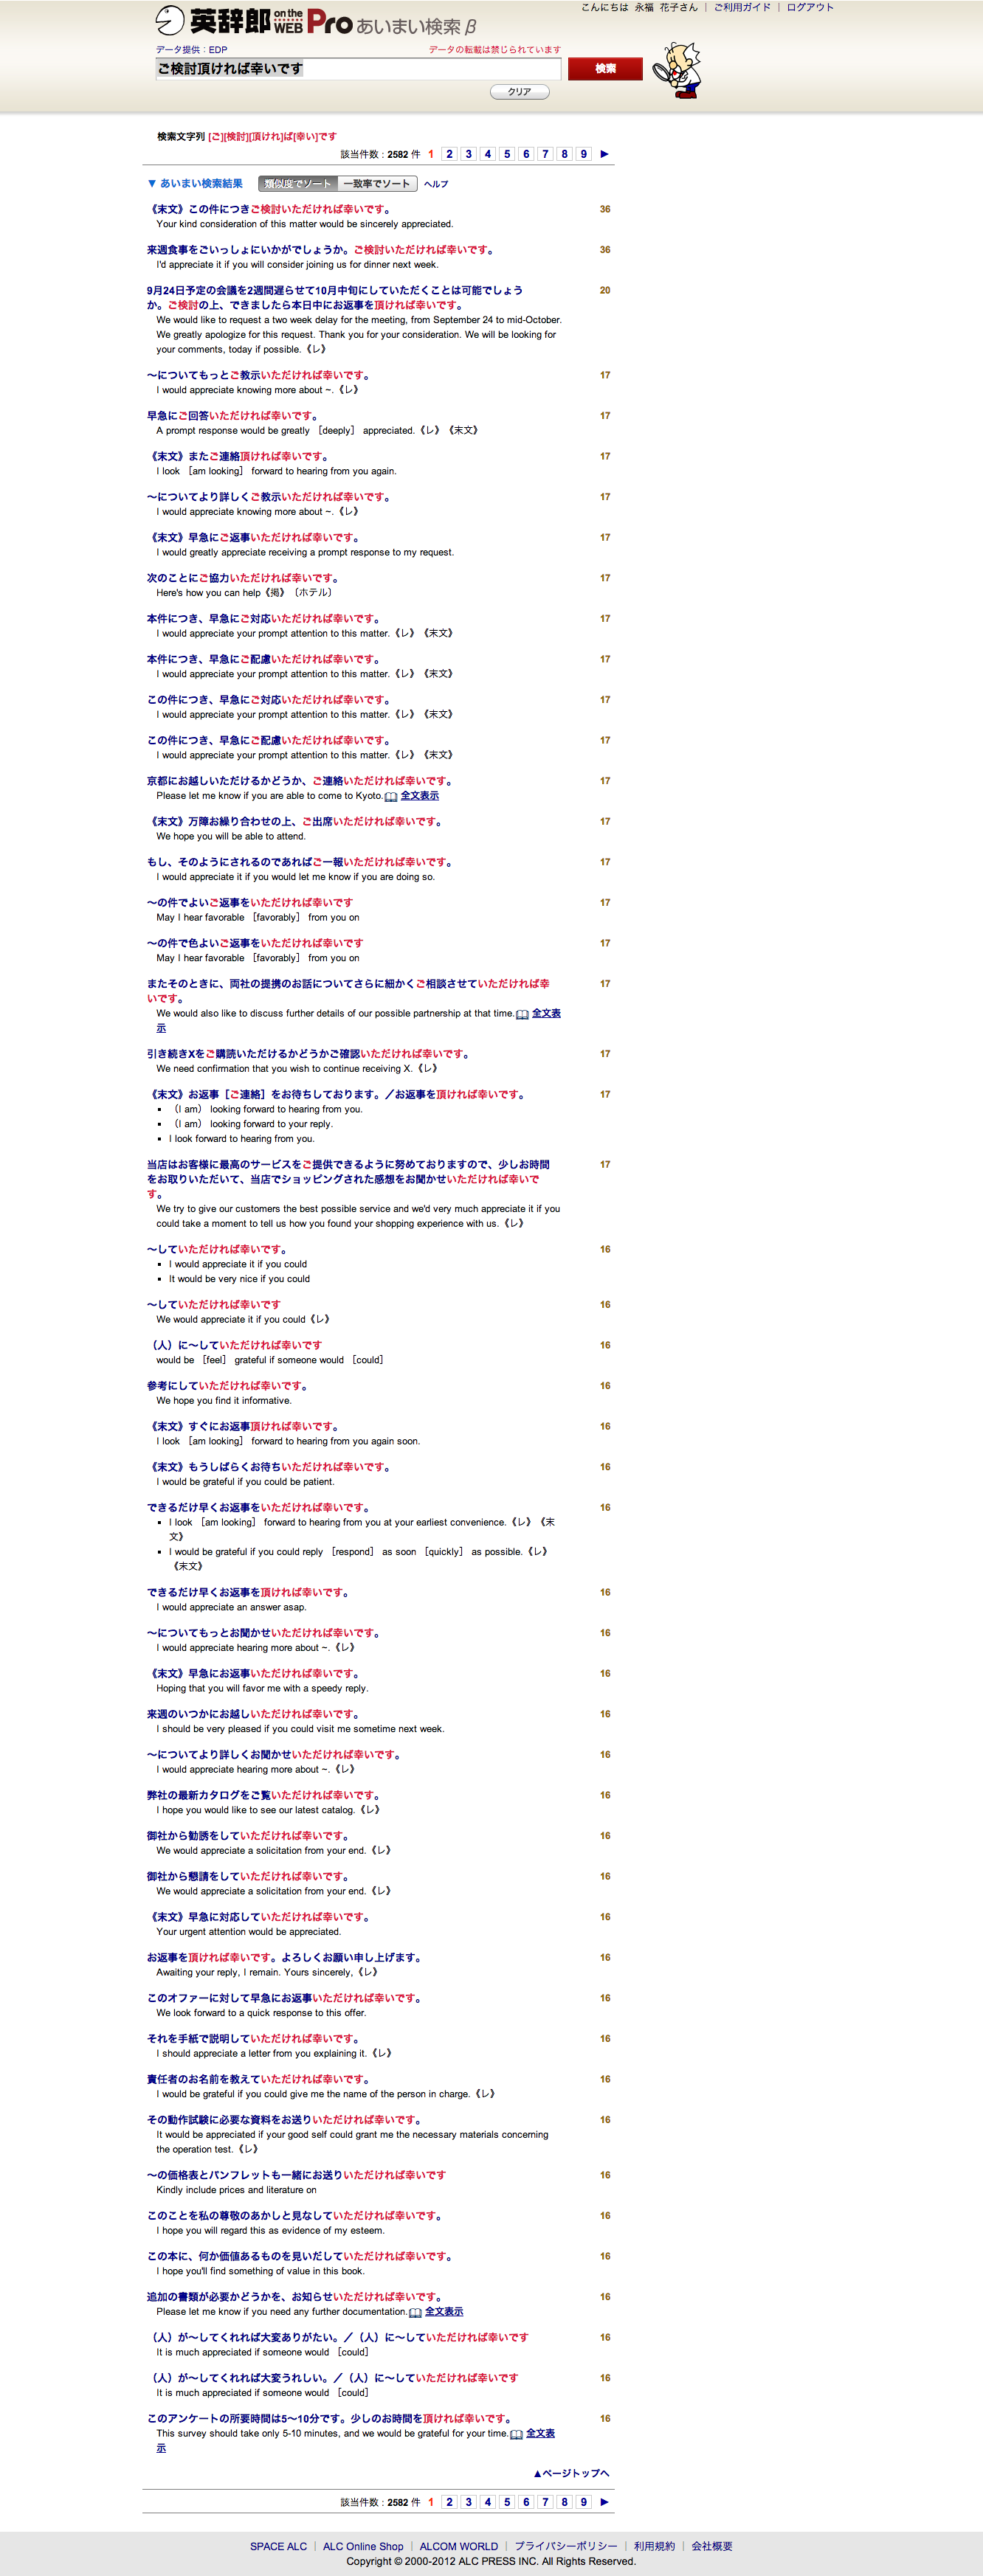 こんにちは 永福 花子さん | ご利用ガイド | ログアウト
英辞郎 on the WEB Pro あいまい検索 β
データ提供：EDP データの転載は禁じられています
ご検討頂ければ幸いです 検索
クリア
検索文字列 [ご][検討][頂けれ]ば[幸い]です
該当件数 : 2582 件 1 2 3 4 5 6 7 8 9 ►
▼ あいまい検索結果 類似度でソート 一致率でソート ヘルプ
《末文》この件につきご検討いただければ幸いです。 36
Your kind consideration of this matter would be sincerely appreciated.
来週食事をごいっしょにいかがでしょうか。ご検討いただければ幸いです。 36
I'd appreciate it if you will consider joining us for dinner next week.
9月24日予定の会議を2週間遅らせて10月中旬にしていただくことは可能でしょう 20
か。ご検討の上、できましたら本日中にお返事を頂ければ幸いです。
We would like to request a two week delay for the meeting, from September 24 to mid-October.
We greatly apologize for this request. Thank you for your consideration. We will be looking for
your comments, today if possible.《レ》
～についてもっとご教示いただければ幸いです。 17
I would appreciate knowing more about ~.《レ》
早急にご回答いただければ幸いです。 17
A prompt response would be greatly ［deeply］ appreciated.《レ》《末文》
《末文》またご連絡頂ければ幸いです。 17
I look ［am looking］ forward to hearing from you again.
～についてより詳しくご教示いただければ幸いです。 17
I would appreciate knowing more about ~.《レ》
《末文》早急にご返事いただければ幸いです。 17
I would greatly appreciate receiving a prompt response to my request.
次のことにご協力いただければ幸いです。 17
Here's how you can help《掲》〔ホテル〕
本件につき、早急にご対応いただければ幸いです。 17
I would appreciate your prompt attention to this matter.《レ》《末文》
本件につき、早急にご配慮いただければ幸いです。 17
I would appreciate your prompt attention to this matter.《レ》《末文》
この件につき、早急にご対応いただければ幸いです。 17
I would appreciate your prompt attention to this matter.《レ》《末文》
この件につき、早急にご配慮いただければ幸いです。 17
I would appreciate your prompt attention to this matter.《レ》《末文》
京都にお越しいただけるかどうか、ご連絡いただければ幸いです。 17
Please let me know if you are able to come to Kyoto. 全文表示
《末文》万障お繰り合わせの上、ご出席いただければ幸いです。 17
We hope you will be able to attend.
もし、そのようにされるのであればご一報いただければ幸いです。 17
I would appreciate it if you would let me know if you are doing so.
～の件でよいご返事をいただければ幸いです 17
May I hear favorable ［favorably］ from you on
～の件で色よいご返事をいただければ幸いです 17
May I hear favorable ［favorably］ from you on
またそのときに、両社の提携のお話についてさらに細かくご相談させていただければ幸 17
いです。
We would also like to discuss further details of our possible partnership at that time. 全文表
示
引き続きXをご購読いただけるかどうかご確認いただければ幸いです。 17
We need confirmation that you wish to continue receiving X.《レ》
《末文》お返事［ご連絡］をお待ちしております。／お返事を頂ければ幸いです。 17
▪ （I am） looking forward to hearing from you.
▪ （I am） looking forward to your reply.
▪ I look forward to hearing from you.
当店はお客様に最高のサービスをご提供できるように努めておりますので、少しお時間 17
をお取りいただいて、当店でショッピングされた感想をお聞かせいただければ幸いで
す。
We try to give our customers the best possible service and we'd very much appreciate it if you
could take a moment to tell us how you found your shopping experience with us.《レ》
～していただければ幸いです。 16
▪ I would appreciate it if you could
▪ It would be very nice if you could
～していただければ幸いです 16
We would appreciate it if you could《レ》
（人）に～していただければ幸いです 16
would be ［feel］ grateful if someone would ［could］
参考にしていただければ幸いです。 16
We hope you find it informative.
《末文》すぐにお返事頂ければ幸いです。 16
I look ［am looking］ forward to hearing from you again soon.
《末文》もうしばらくお待ちいただければ幸いです。 16
I would be grateful if you could be patient.
できるだけ早くお返事をいただければ幸いです。 16
▪ I look ［am looking］ forward to hearing from you at your earliest convenience.《レ》《末
文》
▪ I would be grateful if you could reply ［respond］ as soon ［quickly］ as possible.《レ》
《末文》
できるだけ早くお返事を頂ければ幸いです。 16
I would appreciate an answer asap.
～についてもっとお聞かせいただければ幸いです。 16
I would appreciate hearing more about ~.《レ》
《末文》早急にお返事いただければ幸いです。 16
Hoping that you will favor me with a speedy reply.
来週のいつかにお越しいただければ幸いです。 16
I should be very pleased if you could visit me sometime next week.
～についてより詳しくお聞かせいただければ幸いです。 16
I would appreciate hearing more about ~.《レ》
弊社の最新カタログをご覧いただければ幸いです。 16
I hope you would like to see our latest catalog.《レ》
御社から勧誘をしていただければ幸いです。 16
We would appreciate a solicitation from your end.《レ》
御社から懇請をしていただければ幸いです。 16
We would appreciate a solicitation from your end.《レ》
《末文》早急に対応していただければ幸いです。 16
Your urgent attention would be appreciated.
お返事を頂ければ幸いです。よろしくお願い申し上げます。 16
Awaiting your reply, I remain. Yours sincerely,《レ》
このオファーに対して早急にお返事いただければ幸いです。 16
We look forward to a quick response to this offer.
それを手紙で説明していただければ幸いです。 16
I should appreciate a letter from you explaining it.《レ》
責任者のお名前を教えていただければ幸いです。 16
I would be grateful if you could give me the name of the person in charge.《レ》
その動作試験に必要な資料をお送りいただければ幸いです。 16
It would be appreciated if your good self could grant me the necessary materials concerning
the operation test.《レ》
～の価格表とパンフレットも一緒にお送りいただければ幸いです 16
Kindly include prices and literature on
このことを私の尊敬のあかしと見なしていただければ幸いです。 16
I hope you will regard this as evidence of my esteem.
この本に、何か価値あるものを見いだしていただければ幸いです。 16
I hope you'll find something of value in this book.
追加の書類が必要かどうかを、お知らせいただければ幸いです。 16
Please let me know if you need any further documentation. 全文表示
（人）が～してくれれば大変ありがたい。／（人）に～していただければ幸いです 16
It is much appreciated if someone would ［could］
（人）が～してくれれば大変うれしい。／（人）に～していただければ幸いです 16
It is much appreciated if someone would ［could］
このアンケートの所要時間は5～10分です。少しのお時間を頂ければ幸いです。 16
This survey should take only 5-10 minutes, and we would be grateful for your time. 全文表
示
▲ページトップへ
該当件数 : 2582 件 1 2 3 4 5 6 7 8 9 ►
SPACE ALC | ALC Online Shop | ALCOM WORLD | プライバシーポリシー | 利用規約 | 会社概要
Copyright © 2000-2012 ALC PRESS INC. All Rights Reserved.